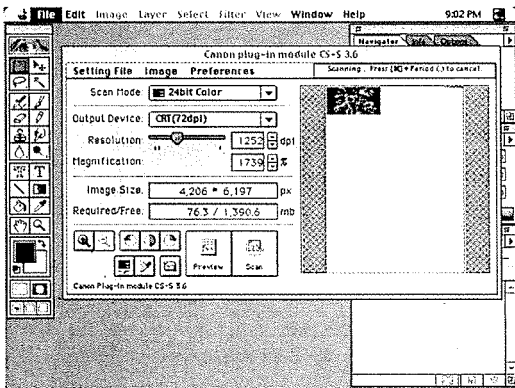 File Edit Image Layer Select Filter View Window Help 9:02 PM
Navigator Info Options
Canon plug-in module CS-S 3.6
Setting File Image Preferences
Scanning. Press [⌘]+Period (.) to cancel.
Scan Mode: 24bit Color
Output Device: CRT(72dpi)
Resolution: 1252 dpi
Magnification: 1739 %
Image Size: 4,206 * 6,197 px
Required/Free: 76.3 / 1,390.6 mb
Preview Scan
Canon Plug-in module CS-S 3.6